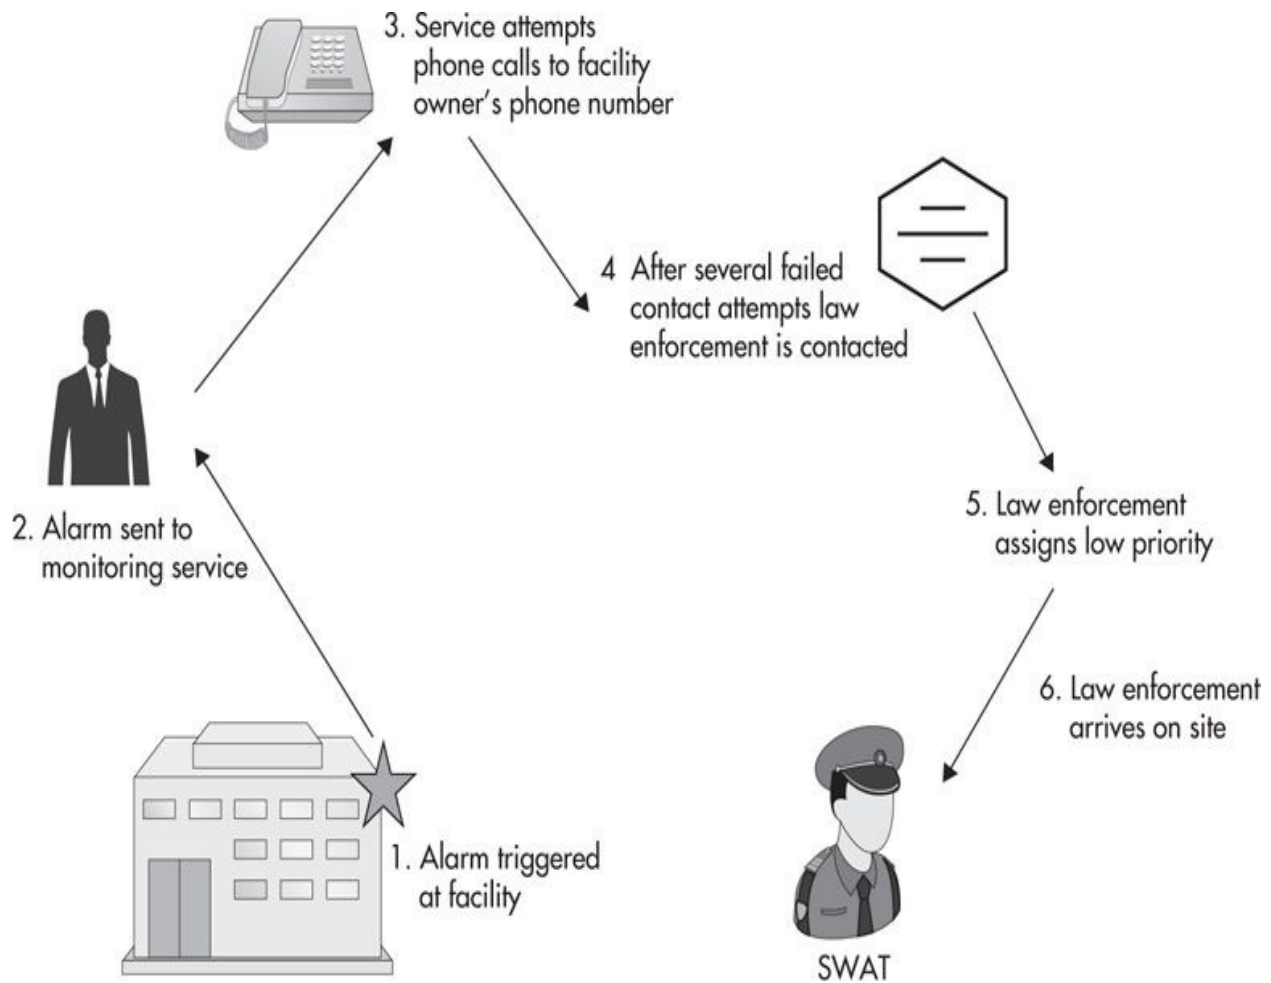 3. Service attempts
phone calls to facility
owner's phone number
4 After several failed
contact attempts law
enforcement is contacted
2. Alarm sent to
monitoring service
5. Law enforcement
assigns low priority
6. Law enforcement
arrives on site
1. Alarm triggered
at facility
SWAT